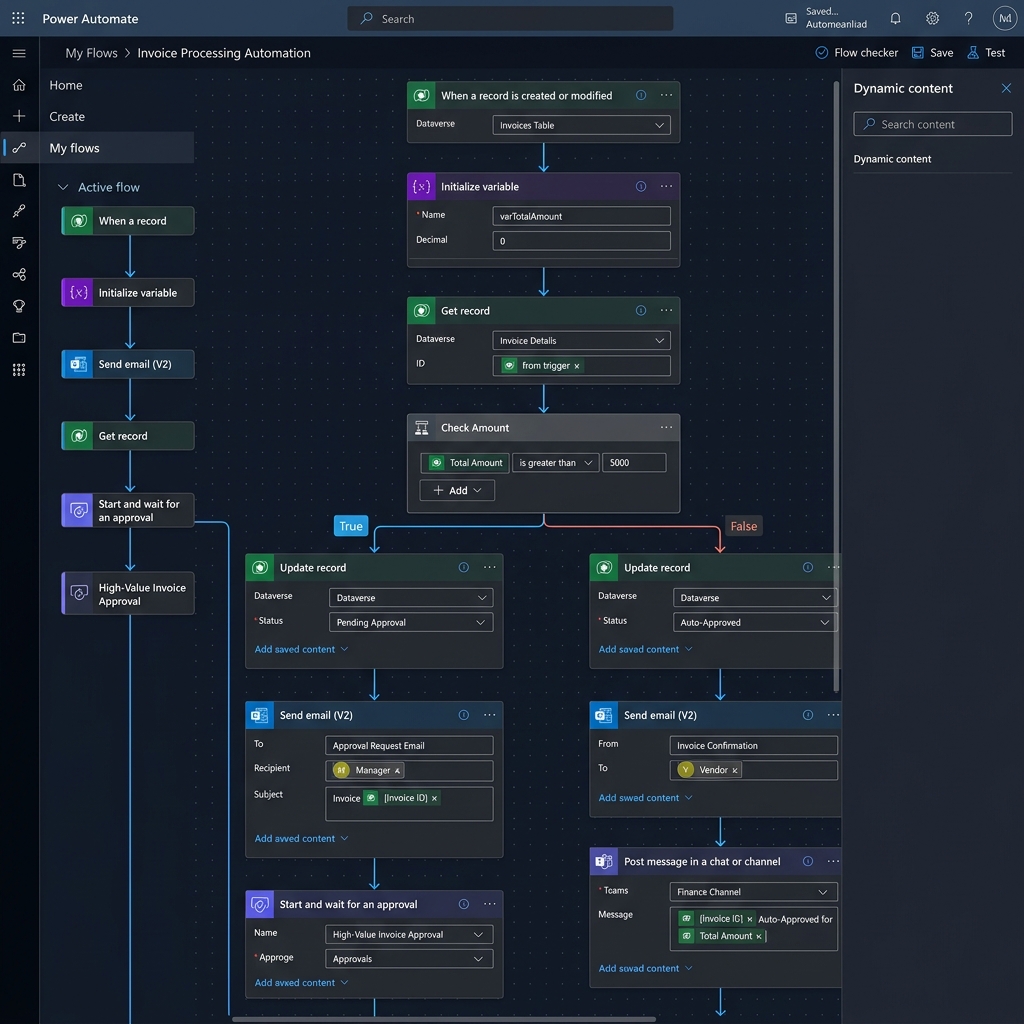 Power Automate
Search
Saved...
Automeanliad
My Flows > Invoice Processing Automation
Flow checker
Save
Test
Home
Create
My flows
Active flow
When a record
Initialize variable
Send email (V2)
Get record
Start and wait for
an approval
High-Value Invoice
Approval
When a record is created or modified
Dataverse
Invoices Table
{x} Initialize variable
* Name
varTotalAmount
Decimal
0
Get record
Dataverse
Invoice Details
ID
from trigger ×
Check Amount
Total Amount
is greater than
5000
+ Add
True
False
Update record
Dataverse
Dataverse
* Status
Pending Approval
Add saved content
Send email (V2)
To
Approval Request Email
Recipient
Manager
Subject
Invoice [Invoice ID] ×
Add avved content
Start and wait for an approval
Name
High-Value invoice Approval
* Approge
Approvals
Add avxed content
Update record
Dataverse
Dataverse
* Status
Auto-Approved
Add saved content
Send email (V2)
From
Invoice Confirmation
To
Vendor ×
Add swved content
Post message in a chat or channel
* Tcams
Finance Channel
Message
[Invoice IG] × Auto-Approved for
Total Amount ×
Add sawad content
Dynamic content
Search content
Dynamic content